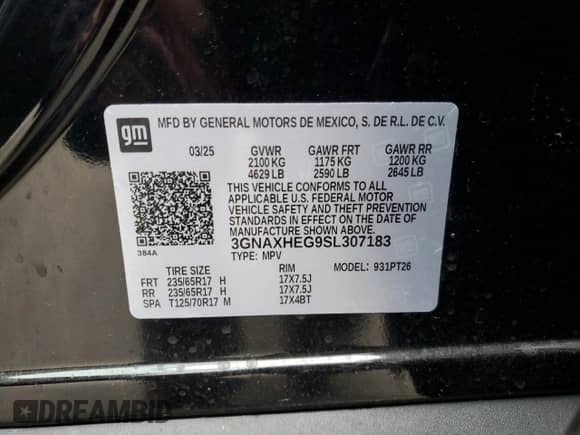 gm MFD BY GENERAL MOTORS DE MEXICO, S. DE R.L. DE C.V.
03/25 GVWR GAWR FRT GAWR RR
2100 KG 1175 KG 1200 KG
4629 LB 2590 LB 2645 LB
THIS VEHICLE CONFORMS TO ALL
APPLICABLE U.S. FEDERAL MOTOR
VEHICLE SAFETY AND THEFT PREVENTION
STANDARDS IN EFFECT ON THE DATE OF
MANUFACTURE SHOWN ABOVE.
3GNAXHEG9SL307183
384A TYPE: MPV
TIRE SIZE RIM MODEL: 931PT26
FRT 235/65R17 H 17X7.5J
RR 235/65R17 H 17X7.5J
SPA T125/70R17 M 17X4BT
DREAMBID